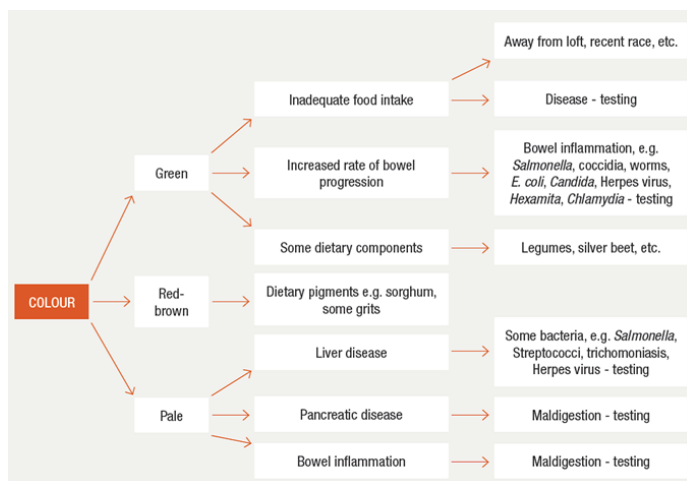 Away from loft, recent race, etc.
Inadequate food intake
Disease - testing
Green
Increased rate of bowel
progression
Bowel inflammation, e.g.
Salmonella, coccidia, worms,
E. coli, Candida, Herpes virus,
Hexamita, Chlamydia - testing
Some dietary components
Legumes, silver beet, etc.
COLOUR
Red-
brown
Dietary pigments e.g. sorghum,
some grits
Liver disease
Some bacteria, e.g. Salmonella,
Streptococci, trichomoniasis,
Herpes virus - testing
Pale
Pancreatic disease
Maldigestion - testing
Bowel inflammation
Maldigestion - testing